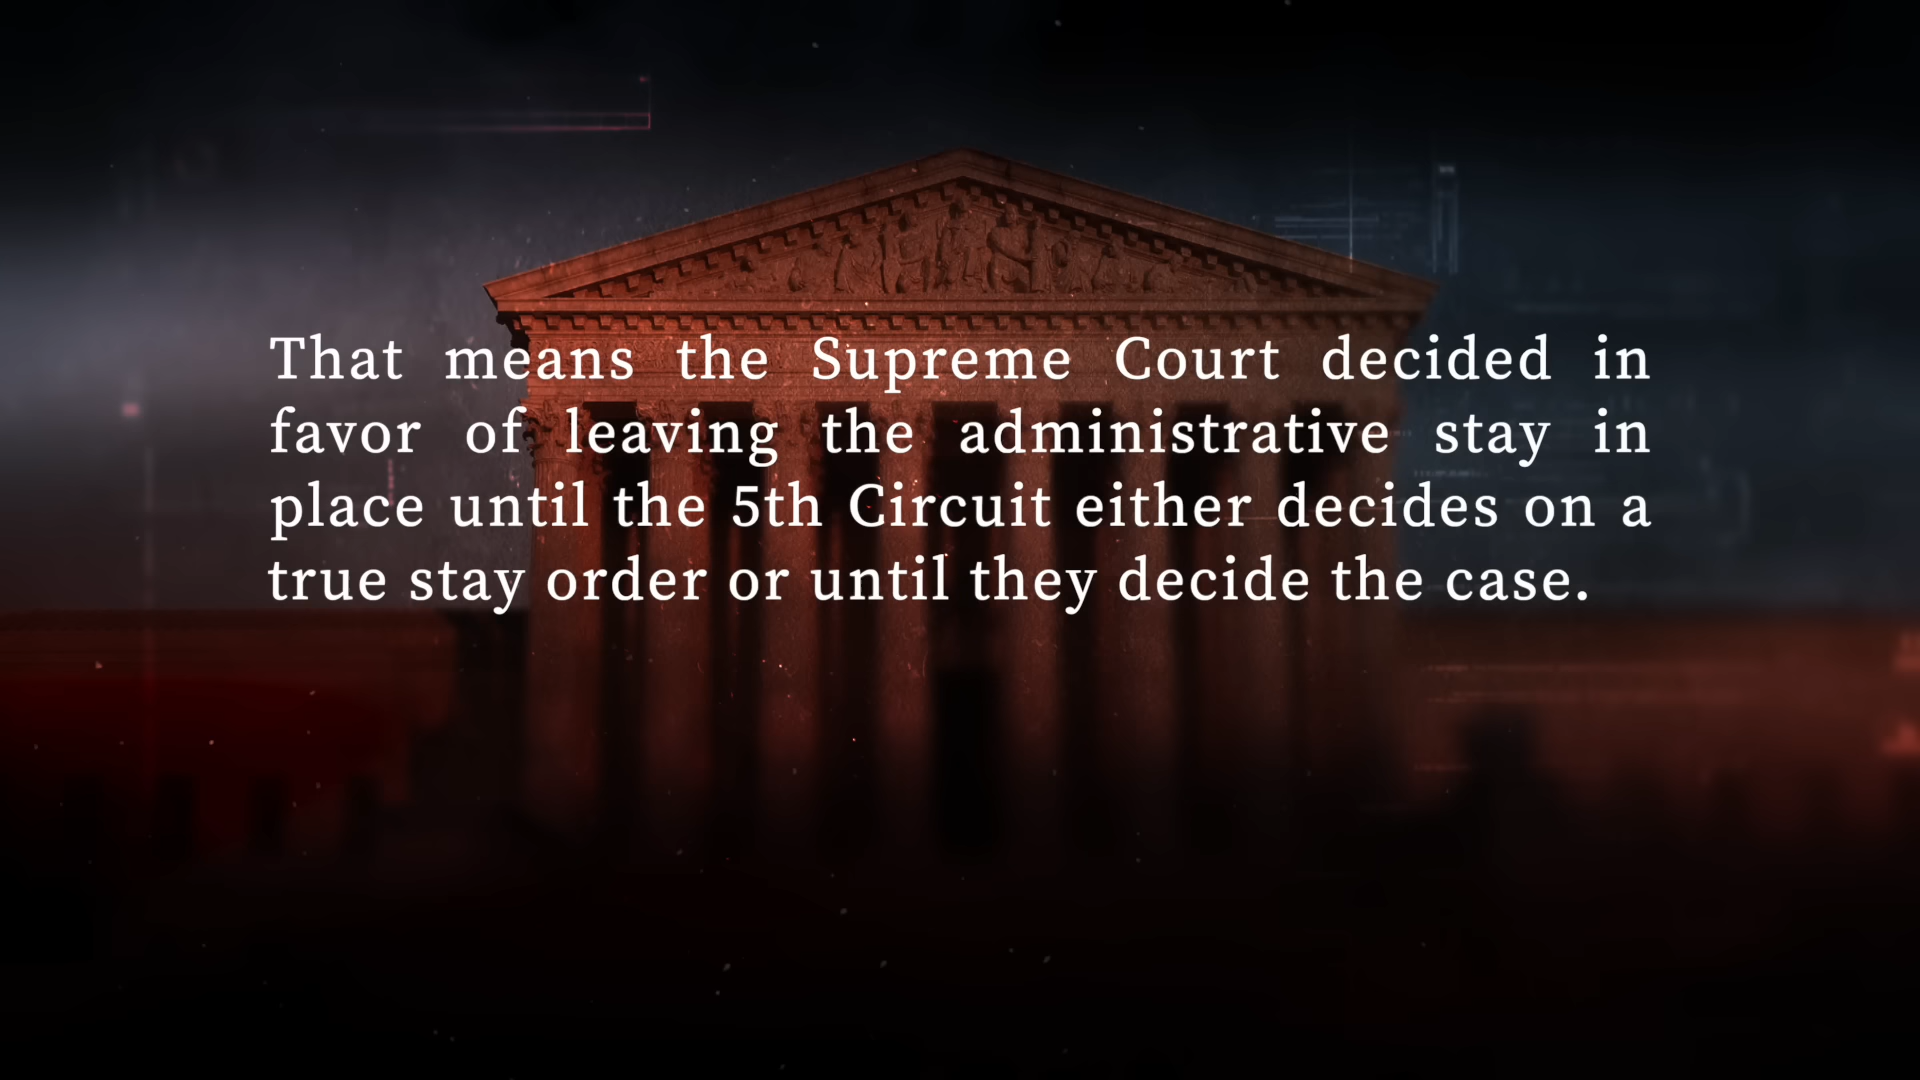 That means the Supreme Court decided in
favor of leaving the administrative stay in
place until the 5th Circuit either decides on a
true stay order or until they decide the case.